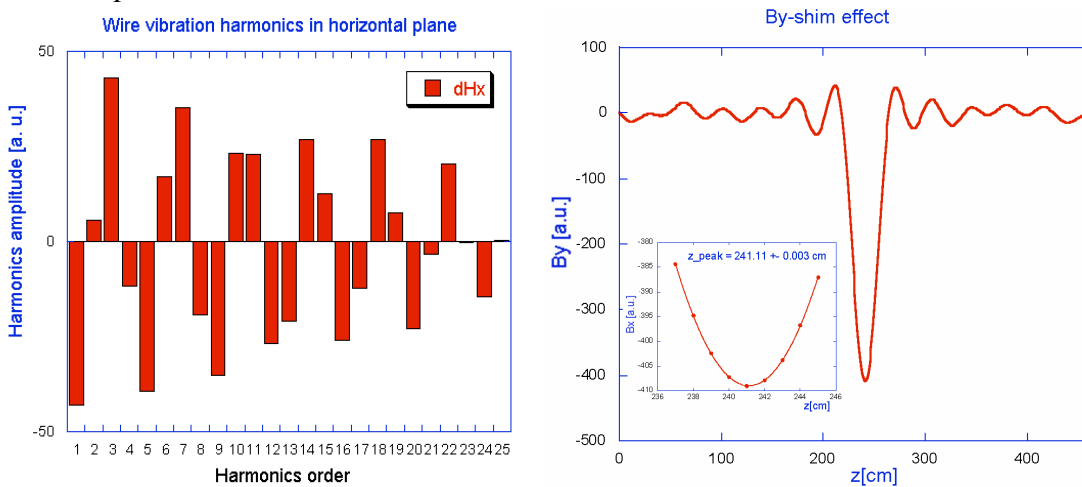 Wire vibration harmonics in horizontal plane
50
0
-50
Harmonics amplitude [a. u.]
dHx
1 2 3 4 5 6 7 8 9 10 11 12 13 14 15 16 17 18 19 20 21 22 23 24 25
Harmonics order
By-shim effect
100
0
-100
-200
-300
-400
-500
By [a.u.]
0 100 200 300 400
z[cm]
z_peak = 241.11 +- 0.003 cm
-380
-385
-390
-395
-400
-405
-410
Bx [a.u.]
236 238 240 242 244 246
z[cm]